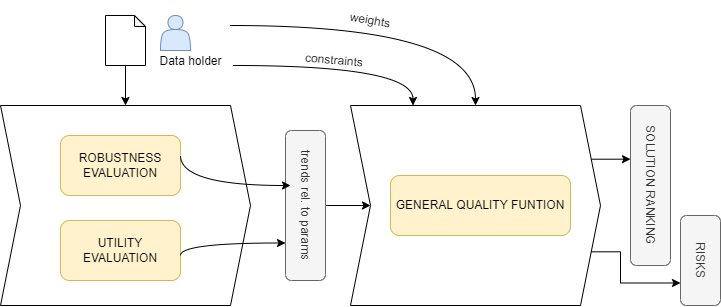 weights
constraints
Data holder
ROBUSTNESS
EVALUATION
UTILITY
EVALUATION
trends rel. to
params
GENERAL QUALITY FUNTION
SOLUTION RANKING
RISKS